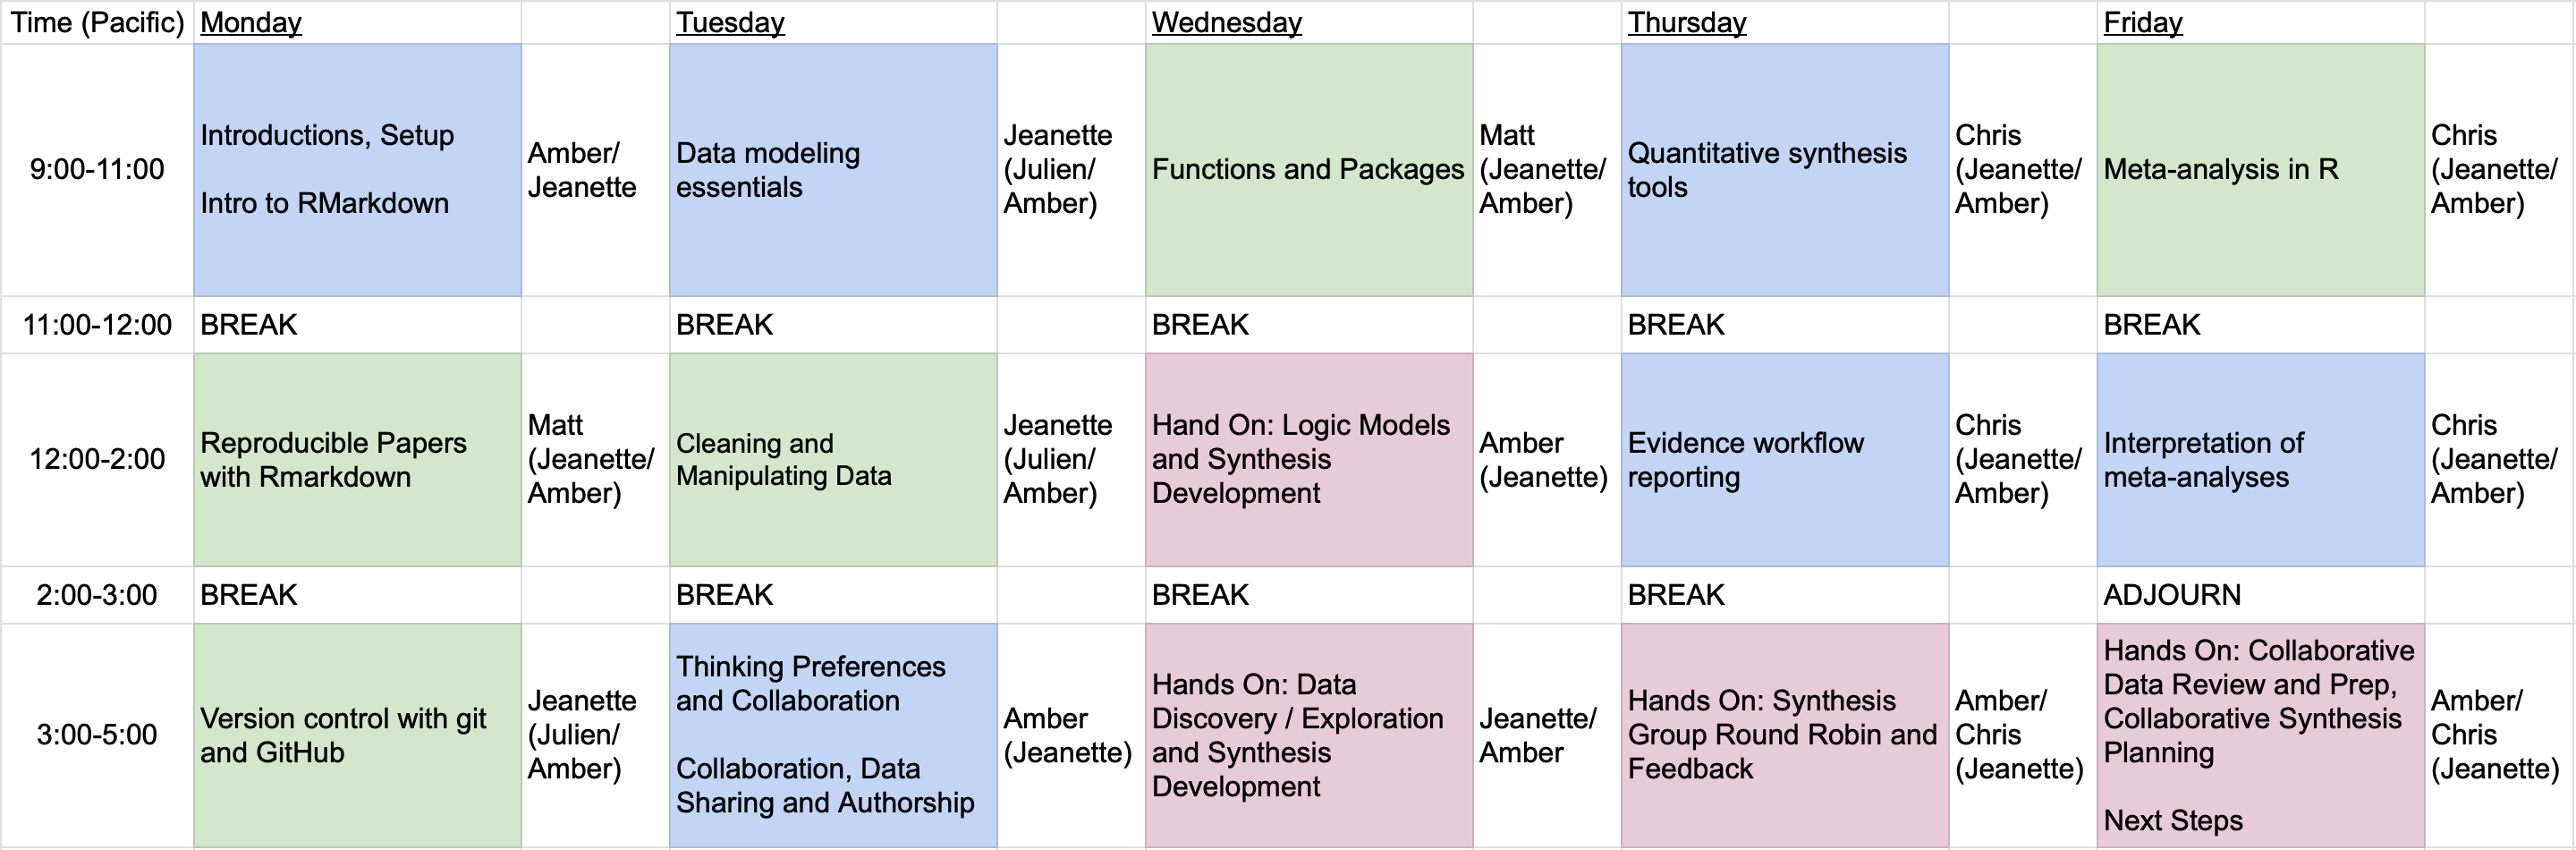 Time (Pacific) Monday Tuesday Wednesday Thursday Friday
9:00-11:00
Introductions, Setup
Intro to RMarkdown
Amber/
Jeanette
Data modeling
essentials
Jeanette
(Julien/
Amber)
Functions and Packages
Matt
(Jeanette/
Amber)
Quantitative synthesis
tools
Chris
(Jeanette/
Amber)
Meta-analysis in R
Chris
(Jeanette/
Amber)
11:00-12:00 BREAK BREAK BREAK BREAK BREAK
12:00-2:00
Reproducible Papers
with Rmarkdown
Matt
(Jeanette/
Amber)
Cleaning and
Manipulating Data
Jeanette
(Julien/
Amber)
Hand On: Logic Models
and Synthesis
Development
Amber
(Jeanette)
Evidence workflow
reporting
Chris
(Jeanette/
Amber)
Interpretation of
meta-analyses
Chris
(Jeanette/
Amber)
2:00-3:00 BREAK BREAK BREAK BREAK ADJOURN
3:00-5:00
Version control with git
and GitHub
Jeanette
(Julien/
Amber)
Thinking Preferences
and Collaboration
Collaboration, Data
Sharing and Authorship
Amber
(Jeanette)
Hands On: Data
Discovery / Exploration
and Synthesis
Development
Jeanette/
Amber
Hands On: Synthesis
Group Round Robin and
Feedback
Amber/
Chris
(Jeanette)
Hands On: Collaborative
Data Review and Prep,
Collaborative Synthesis
Planning
Next Steps
Amber/
Chris
(Jeanette)